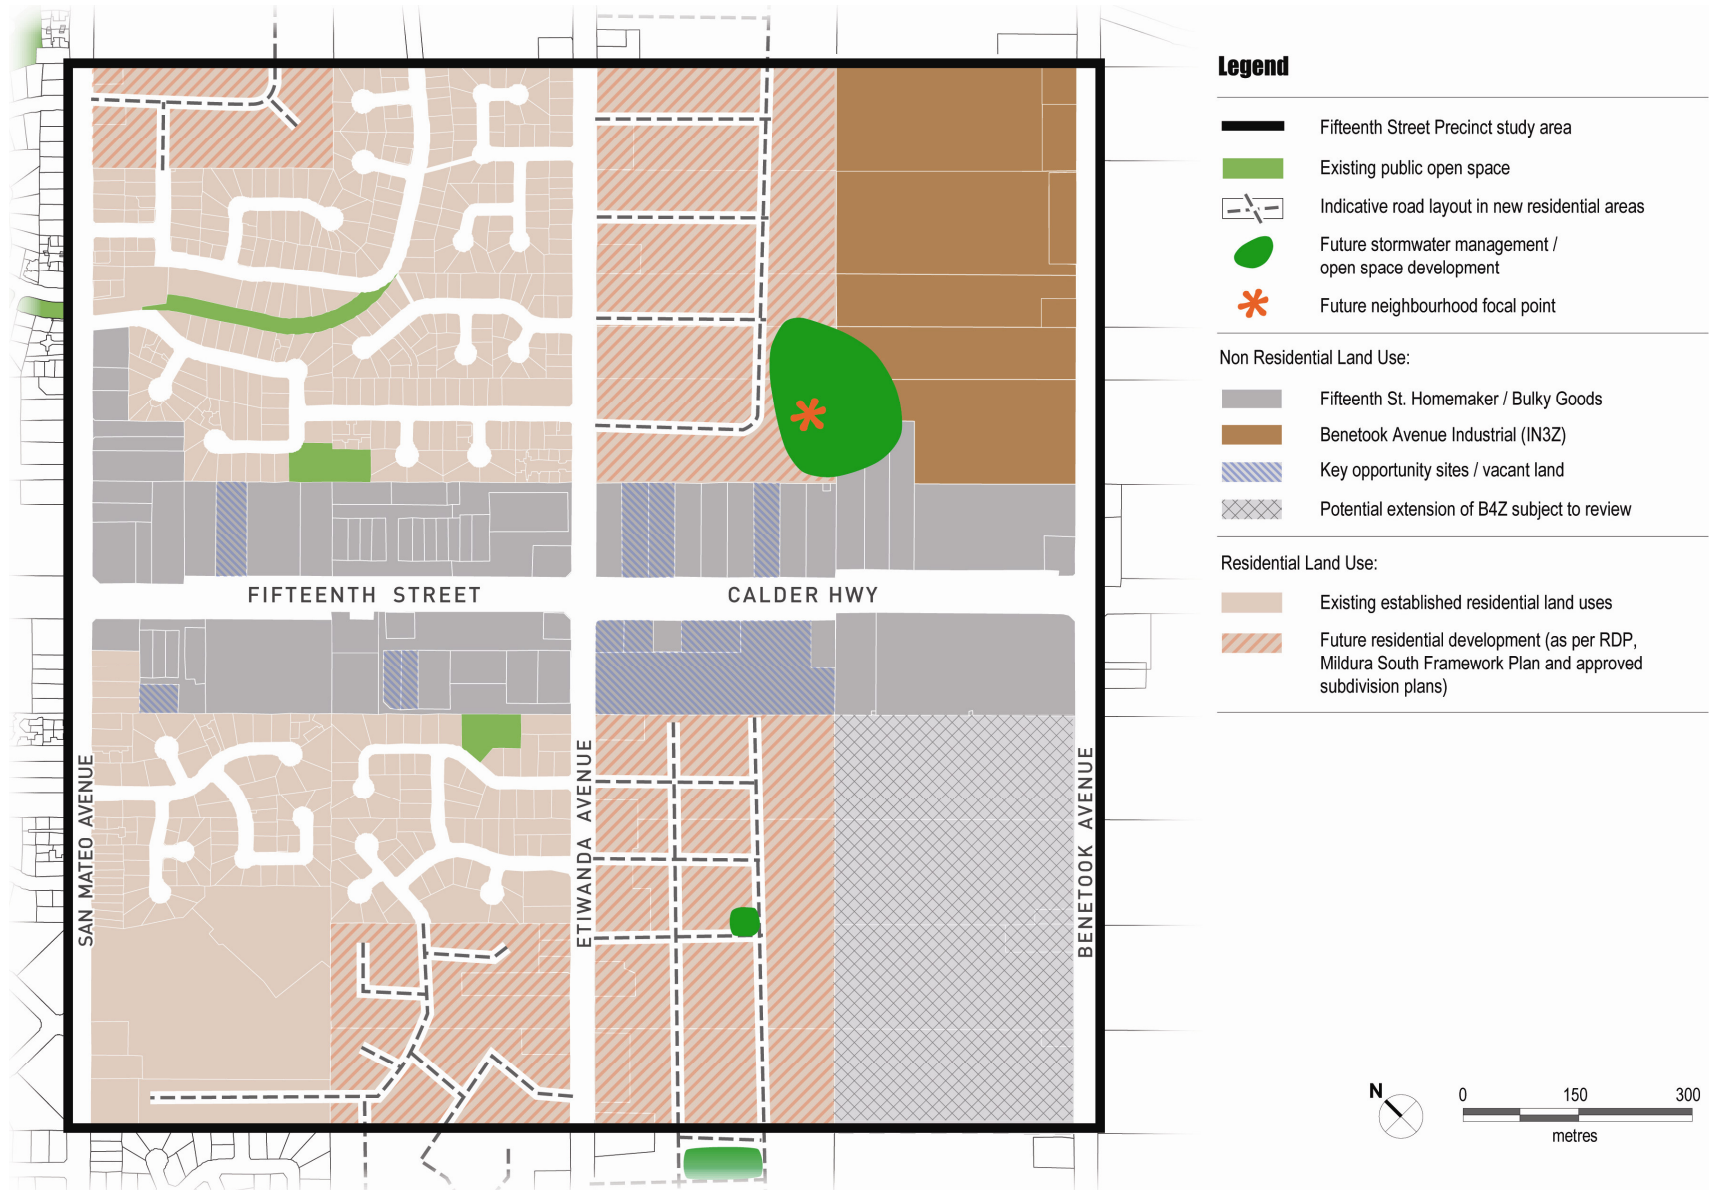 Legend
Fifteenth Street Precinct study area
Existing public open space
Indicative road layout in new residential areas
Future stormwater management /
open space development
Future neighbourhood focal point
Non Residential Land Use:
Fifteenth St. Homemaker / Bulky Goods
Benetook Avenue Industrial (IN3Z)
Key opportunity sites / vacant land
Potential extension of B4Z subject to review
Residential Land Use:
Existing established residential land uses
Future residential development (as per RDP,
Mildura South Framework Plan and approved
subdivision plans)
FIFTEENTH STREET
CALDER HWY
SAN MATEO AVENUE
ETIWANDA AVENUE
BENETOOK AVENUE
N
0 150 300
metres